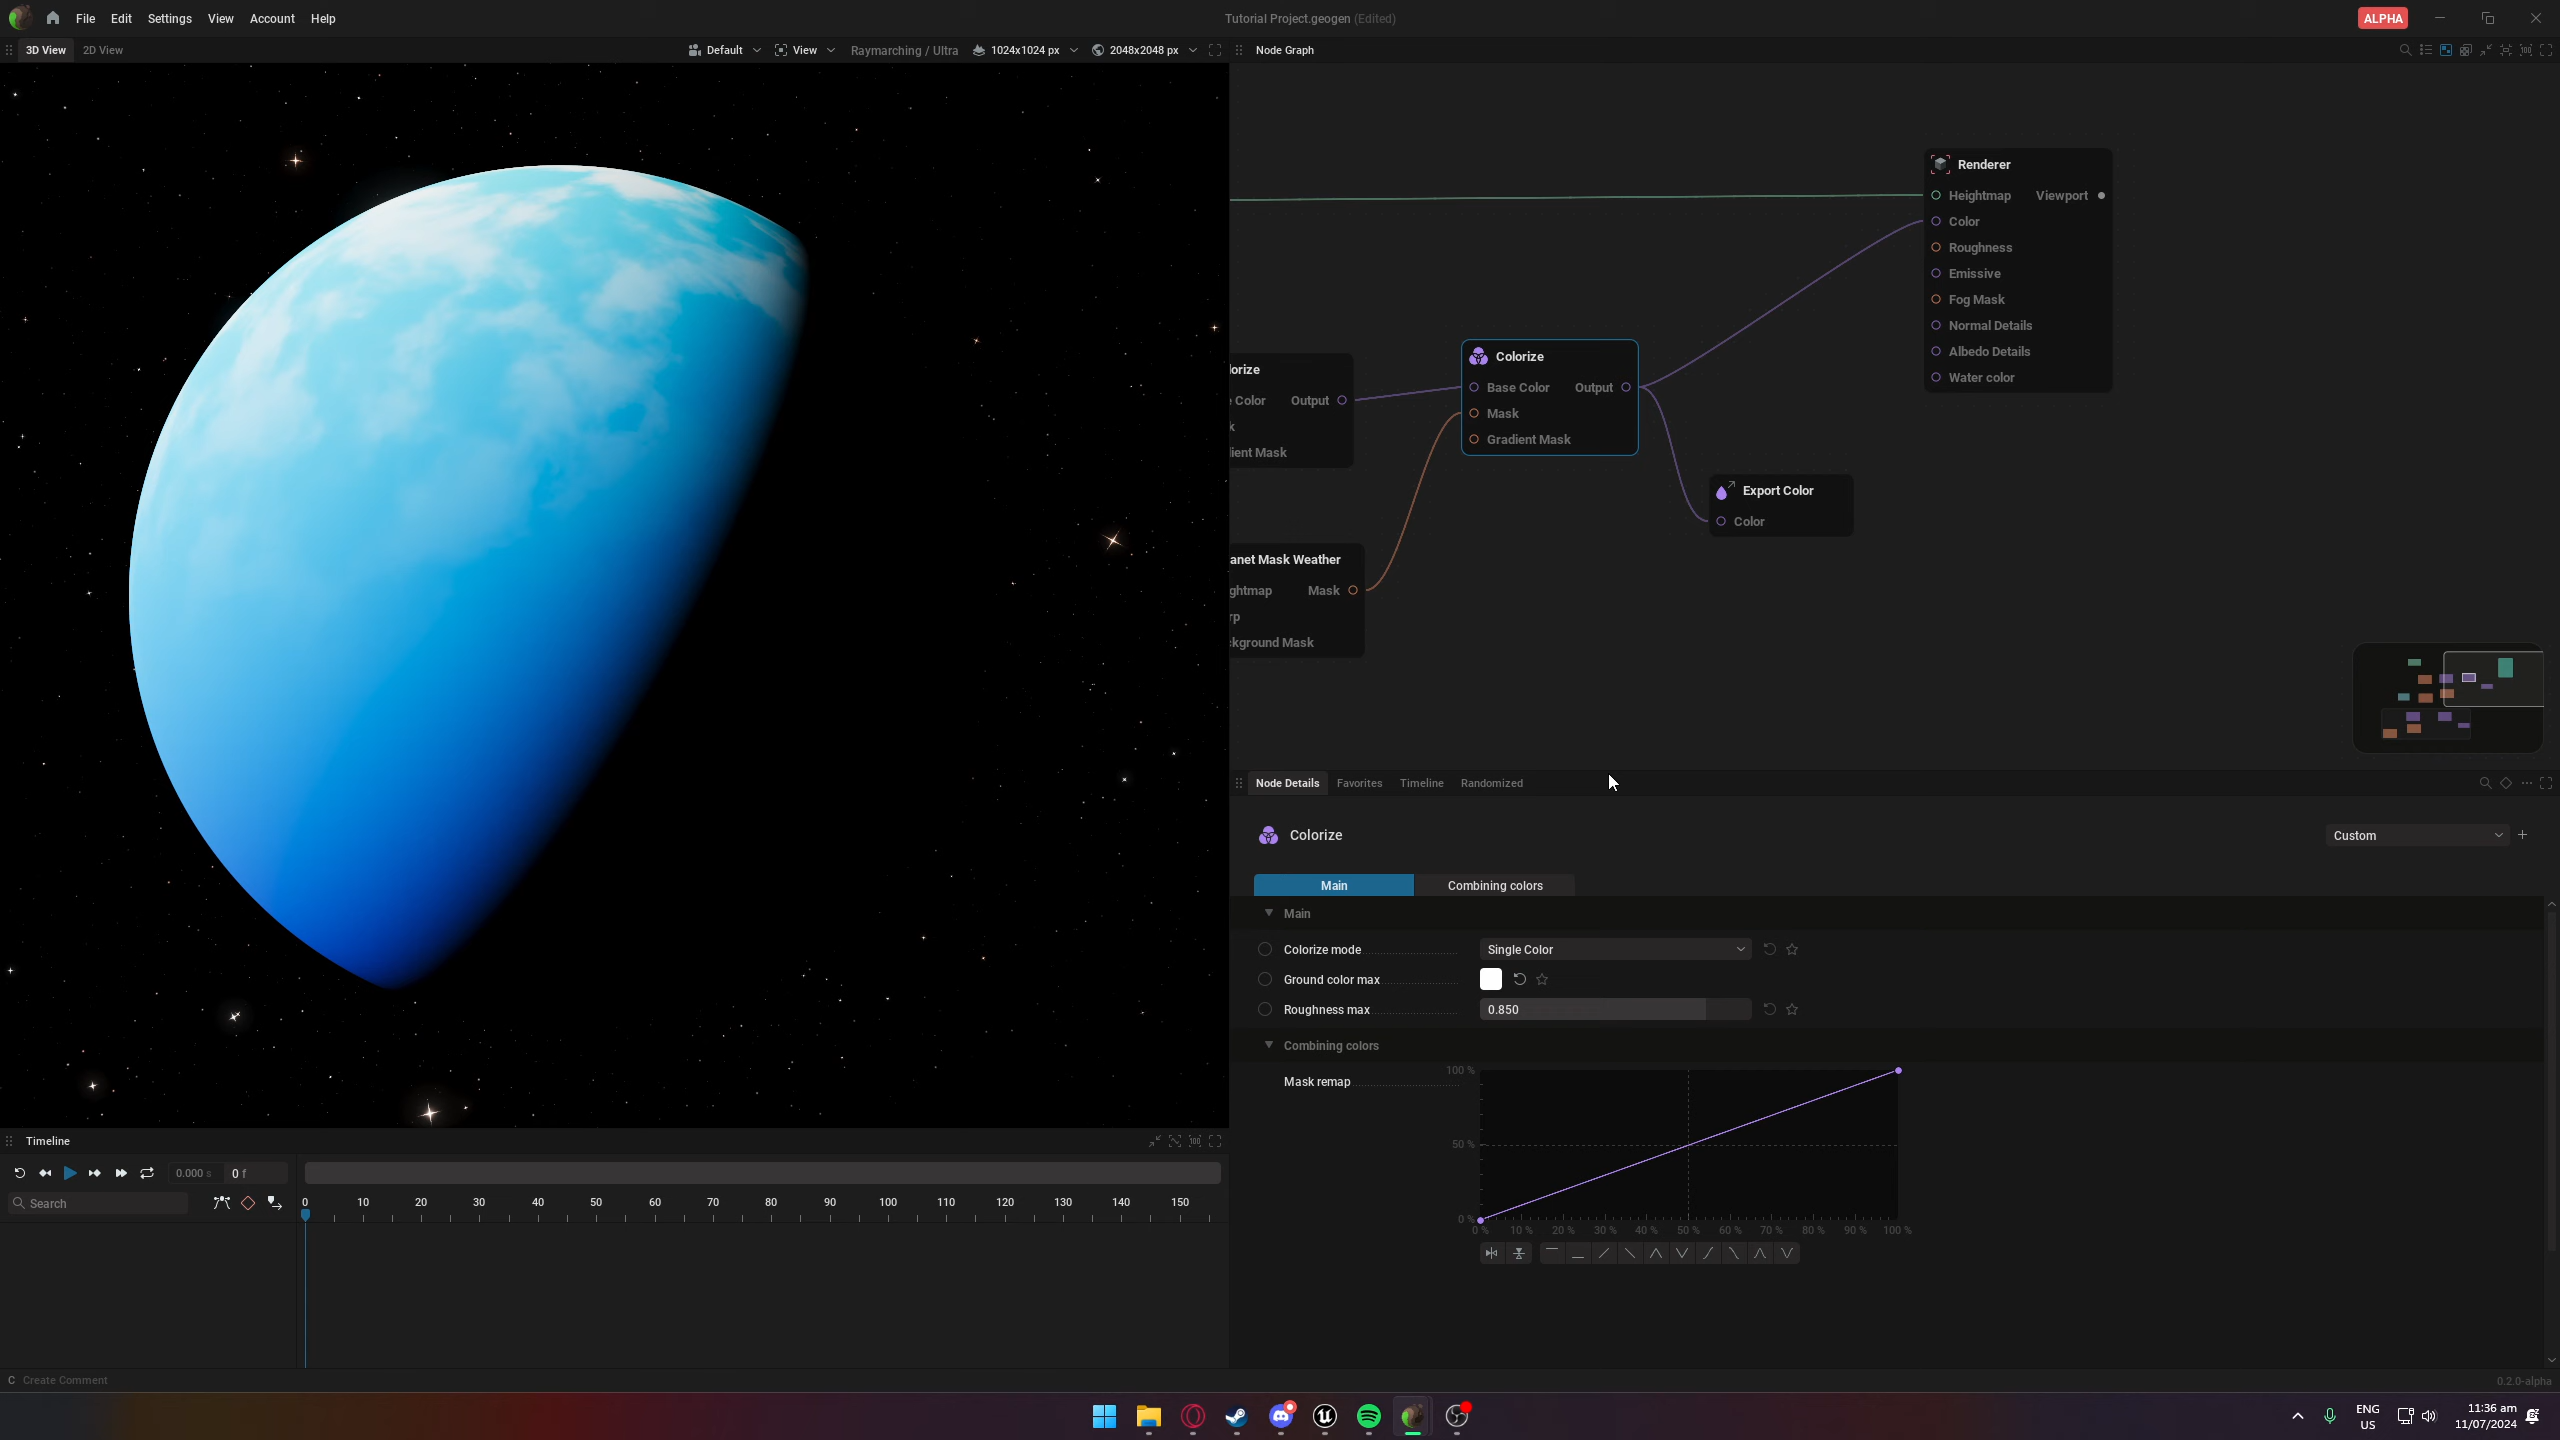 File Edit Settings View Account Help
Tutorial Project.geogen (Edited)
ALPHA
3D View 2D View
Default View Raymarching / Ultra 1024x1024 px 2048x2048 px
Node Graph
Renderer
Heightmap Viewport
Color
Roughness
Emissive
Fog Mask
Normal Details
Albedo Details
Water color
lorize
e Color Output
k
lient Mask
Colorize
Base Color Output
Mask
Gradient Mask
Export Color
Color
anet Mask Weather
ghtmap Mask
rp
ckground Mask
Node Details Favorites Timeline Randomized
Colorize
Custom
Main Combining colors
Main
Colorize mode Single Color
Ground color max
Roughness max 0.850
Combining colors
Mask remap
100 %
50 %
0 %
0 % 10 % 20 % 30 % 40 % 50 % 60 % 70 % 80 % 90 % 100 %
Timeline
0.000 s 0 f
Search
0 10 20 30 40 50 60 70 80 90 100 110 120 130 140 150
C Create Comment
0.2.0-alpha
ENG
US
11:36 am
11/07/2024